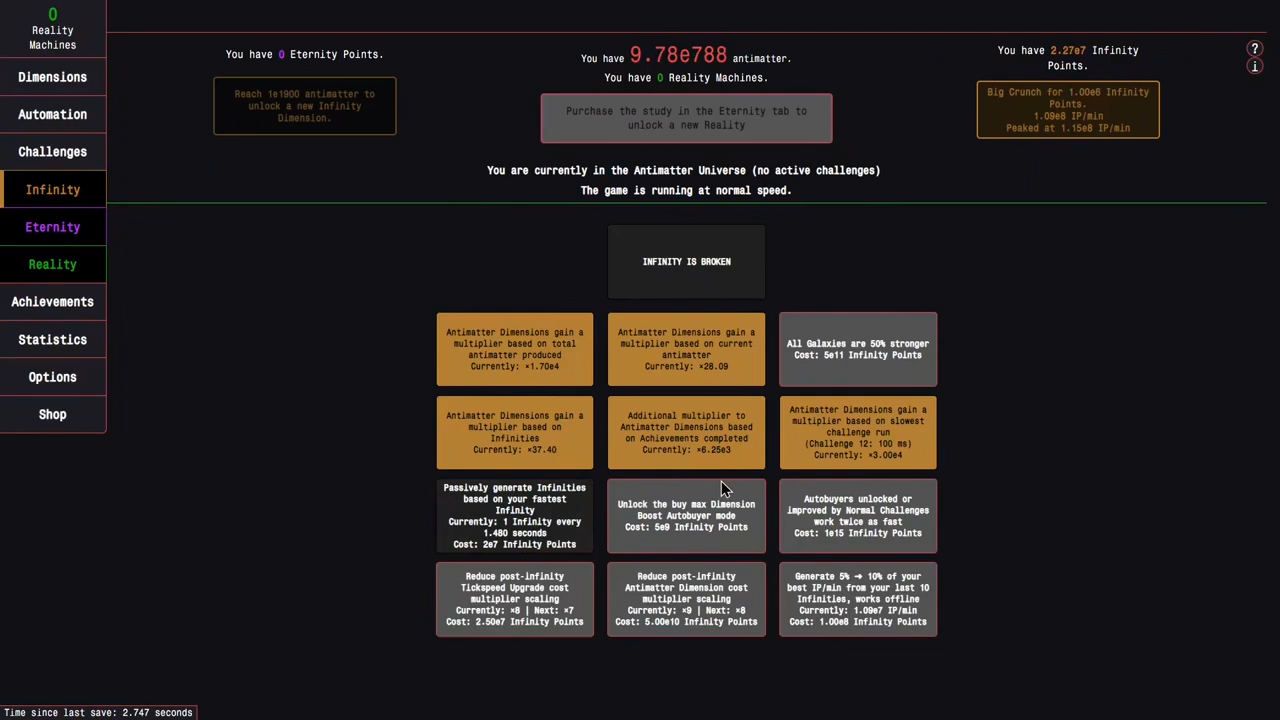 0
Reality
Machines
Dimensions
Automation
Challenges
Infinity
Eternity
Reality
Achievements
Statistics
Options
Shop
You have 0 Eternity Points.
Reach 1e1900 antimatter to
unlock a new Infinity
Dimension.
You have 9.78e788 antimatter.
You have 0 Reality Machines.
Purchase the study in the Eternity tab to
unlock a new Reality
You have 2.27e7 Infinity
Points.
Big Crunch for 1.00e6 Infinity
Points.
1.09e6 IP/min
Peaked at 1.15e8 IP/min
?
i
You are currently in the Antimatter Universe (no active challenges)
The game is running at normal speed.
INFINITY IS BROKEN
Antimatter Dimensions gain a
multiplier based on total
antimatter produced
Currently: ×1.70e4
Antimatter Dimensions gain a
multiplier based on current
antimatter
Currently: ×28.09
All Galaxies are 50% stronger
Cost: 5e11 Infinity Points
Antimatter Dimensions gain a
multiplier based on
Infinities
Currently: ×37.40
Additional multiplier to
Antimatter Dimensions based
on Achievements completed
Currently: ×6.25e3
Antimatter Dimensions gain a
multiplier based on slowest
challenge run
(Challenge 12: 100 ms)
Currently: ×3.00e4
Passively generate Infinities
based on your fastest
Infinity
Currently: 1 Infinity every
1.480 seconds
Cost: 2e7 Infinity Points
Unlock the buy max Dimension
Boost Autobuyer mode
Cost: 5e9 Infinity Points
Autobuyers unlocked or
improved by Normal Challenges
work twice as fast
Cost: 1e15 Infinity Points
Reduce post-infinity
Tickspeed Upgrade cost
multiplier scaling
Currently: ×8 | Next: ×7
Cost: 2.50e7 Infinity Points
Reduce post-infinity
Antimatter Dimension cost
multiplier scaling
Currently: ×9 | Next: ×8
Cost: 5.00e10 Infinity Points
Generate 5% → 10% of your
best IP/min from your last 10
Infinities, works offline
Currently: 1.09e7 IP/min
Cost: 1.00e8 Infinity Points
Time since last save: 2.747 seconds